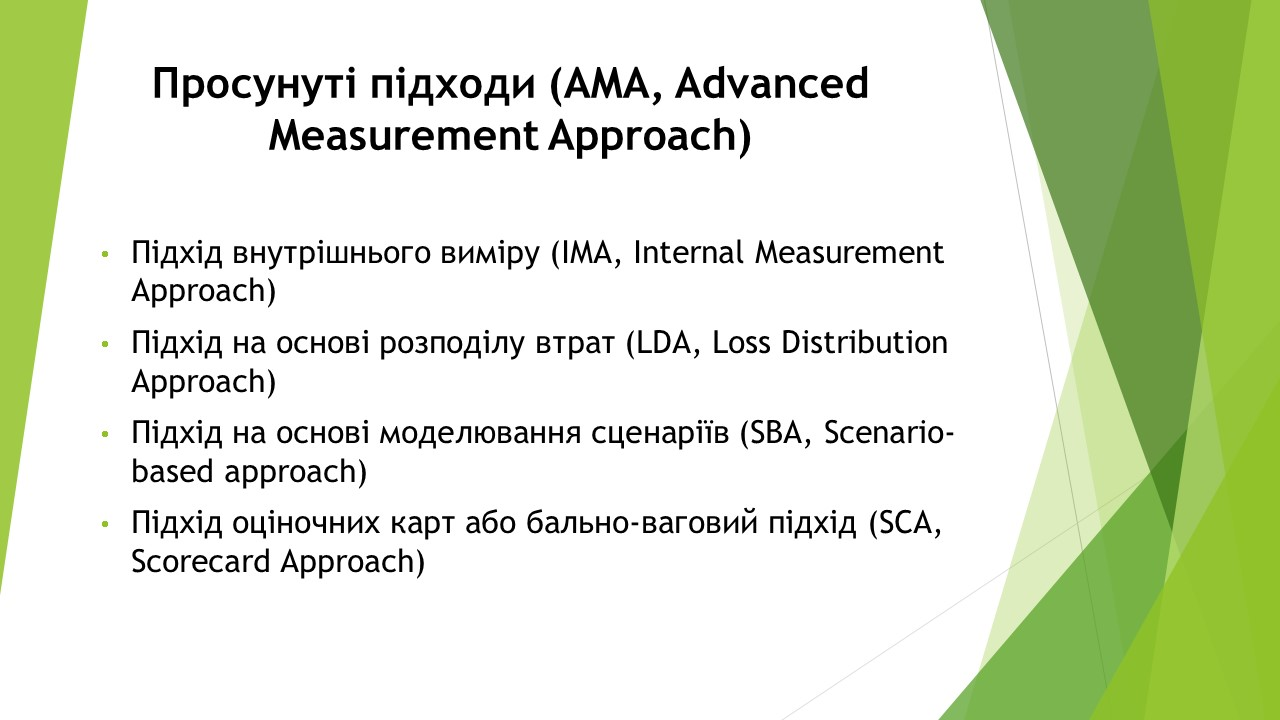 Просунуті підходи (AMA, Advanced
Measurement Approach)
• Підхід внутрішнього виміру (IMA, Internal Measurement
Approach)
• Підхід на основі розподілу втрат (LDA, Loss Distribution
Approach)
• Підхід на основі моделювання сценаріїв (SBA, Scenario-
based approach)
• Підхід оціночних карт або бально-ваговий підхід (SCA,
Scorecard Approach)